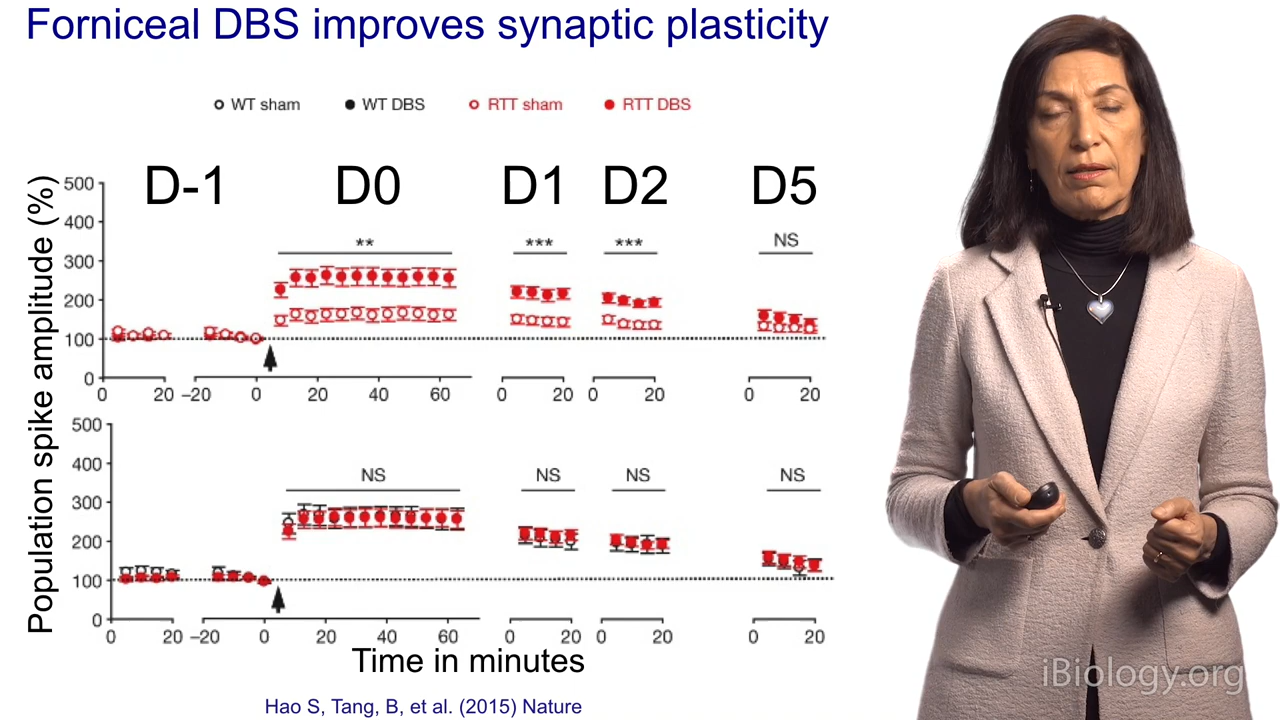 Forniceal DBS improves synaptic plasticity
WT sham WT DBS RTT sham RTT DBS
D-1 D0 D1 D2 D5
Population spike amplitude (%)
500
400
300
200
100
0
** *** *** NS
0 20 −20 0 20 40 60 0 20 0 20 0 20
500
400
300
200
100
0
NS NS NS NS
0 20 −20 0 20 40 60 0 20 0 20 0 20
Time in minutes
Hao S, Tang, B, et al. (2015) Nature
iBiology.org